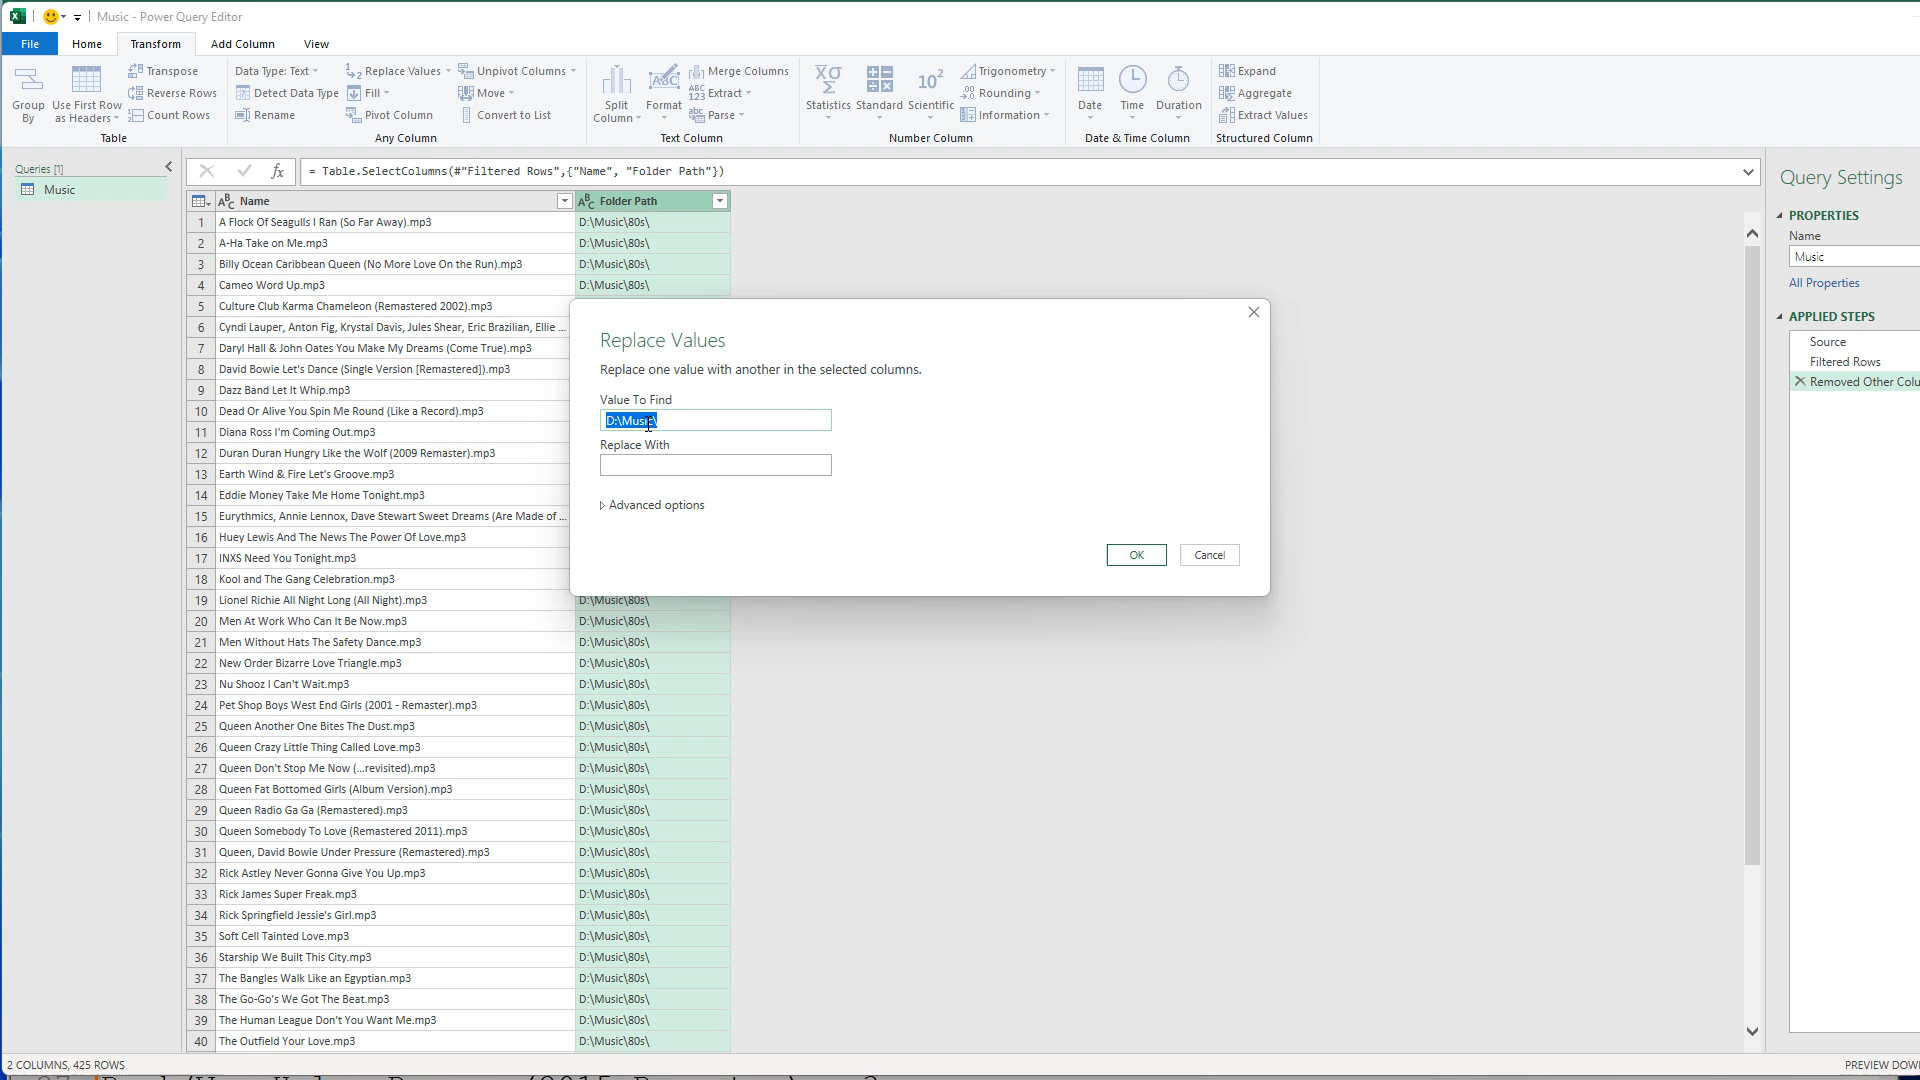 Music - Power Query Editor
File Home Transform Add Column View
Group By
Use First Row as Headers
Transpose
Reverse Rows
Count Rows
Table
Data Type: Text
Detect Data Type
Rename
Replace Values
Fill
Pivot Column
Unpivot Columns
Move
Convert to List
Any Column
Split Column
Format
Merge Columns
Extract
Parse
Text Column
Statistics
Standard
Scientific
Trigonometry
Rounding
Information
Number Column
Date
Time
Duration
Date & Time Column
Expand
Aggregate
Extract Values
Structured Column
Queries [1]
Music
= Table.SelectColumns(#"Filtered Rows",{"Name", "Folder Path"})
Name Folder Path
1 A Flock Of Seagulls I Ran (So Far Away).mp3 D:\Music\80s\
2 A-Ha Take on Me.mp3 D:\Music\80s\
3 Billy Ocean Caribbean Queen (No More Love On the Run).mp3 D:\Music\80s\
4 Cameo Word Up.mp3 D:\Music\80s\
5 Culture Club Karma Chameleon (Remastered 2002).mp3
6 Cyndi Lauper, Anton Fig, Krystal Davis, Jules Shear, Eric Brazilian, Ellie ...
7 Daryl Hall & John Oates You Make My Dreams (Come True).mp3
8 David Bowie Let's Dance (Single Version [Remastered]).mp3
9 Dazz Band Let It Whip.mp3
10 Dead Or Alive You Spin Me Round (Like a Record).mp3
11 Diana Ross I'm Coming Out.mp3
12 Duran Duran Hungry Like the Wolf (2009 Remaster).mp3
13 Earth Wind & Fire Let's Groove.mp3
14 Eddie Money Take Me Home Tonight.mp3
15 Eurythmics, Annie Lennox, Dave Stewart Sweet Dreams (Are Made of ...
16 Huey Lewis And The News The Power Of Love.mp3
17 INXS Need You Tonight.mp3
18 Kool and The Gang Celebration.mp3
19 Lionel Richie All Night Long (All Night).mp3 D:\Music\80s\
20 Men At Work Who Can It Be Now.mp3 D:\Music\80s\
21 Men Without Hats The Safety Dance.mp3 D:\Music\80s\
22 New Order Bizarre Love Triangle.mp3 D:\Music\80s\
23 Nu Shooz I Can't Wait.mp3 D:\Music\80s\
24 Pet Shop Boys West End Girls (2001 - Remaster).mp3 D:\Music\80s\
25 Queen Another One Bites The Dust.mp3 D:\Music\80s\
26 Queen Crazy Little Thing Called Love.mp3 D:\Music\80s\
27 Queen Don't Stop Me Now (...revisited).mp3 D:\Music\80s\
28 Queen Fat Bottomed Girls (Album Version).mp3 D:\Music\80s\
29 Queen Radio Ga Ga (Remastered).mp3 D:\Music\80s\
30 Queen Somebody To Love (Remastered 2011).mp3 D:\Music\80s\
31 Queen, David Bowie Under Pressure (Remastered).mp3 D:\Music\80s\
32 Rick Astley Never Gonna Give You Up.mp3 D:\Music\80s\
33 Rick James Super Freak.mp3 D:\Music\80s\
34 Rick Springfield Jessie's Girl.mp3 D:\Music\80s\
35 Soft Cell Tainted Love.mp3 D:\Music\80s\
36 Starship We Built This City.mp3 D:\Music\80s\
37 The Bangles Walk Like an Egyptian.mp3 D:\Music\80s\
38 The Go-Go's We Got The Beat.mp3 D:\Music\80s\
39 The Human League Don't You Want Me.mp3 D:\Music\80s\
40 The Outfield Your Love.mp3 D:\Music\80s\
Replace Values
Replace one value with another in the selected columns.
Value To Find
D:\Music\
Replace With
Advanced options
OK Cancel
Query Settings
PROPERTIES
Name
Music
All Properties
APPLIED STEPS
Source
Filtered Rows
Removed Other Colu
2 COLUMNS, 425 ROWS
PREVIEW DOW